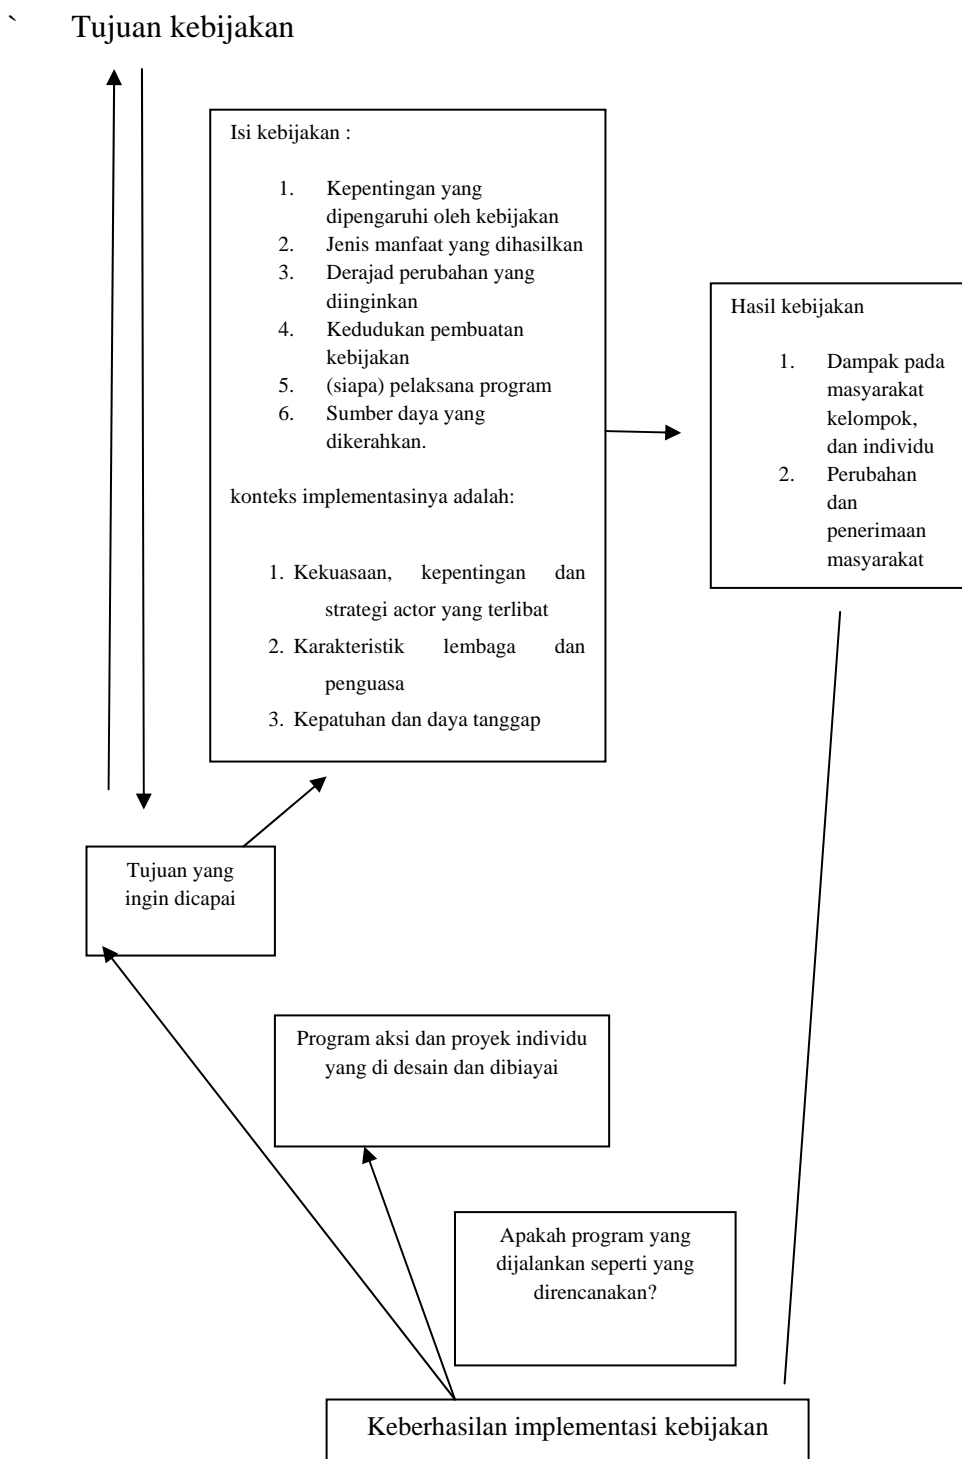 `
Tujuan kebijakan
Isi kebijakan :
1. Kepentingan yang
dipengaruhi oleh kebijakan
2. Jenis manfaat yang dihasilkan
3. Derajad perubahan yang
diinginkan
4. Kedudukan pembuatan
kebijakan
5. (siapa) pelaksana program
6. Sumber daya yang
dikerahkan.
konteks implementasinya adalah:
1. Kekuasaan, kepentingan dan
strategi actor yang terlibat
2. Karakteristik lembaga dan
penguasa
3. Kepatuhan dan daya tanggap
Hasil kebijakan
1. Dampak pada
masyarakat
kelompok,
dan individu
2. Perubahan
dan
penerimaan
masyarakat
Tujuan yang
ingin dicapai
Program aksi dan proyek individu
yang di desain dan dibiayai
Apakah program yang
dijalankan seperti yang
direncanakan?
Keberhasilan implementasi kebijakan